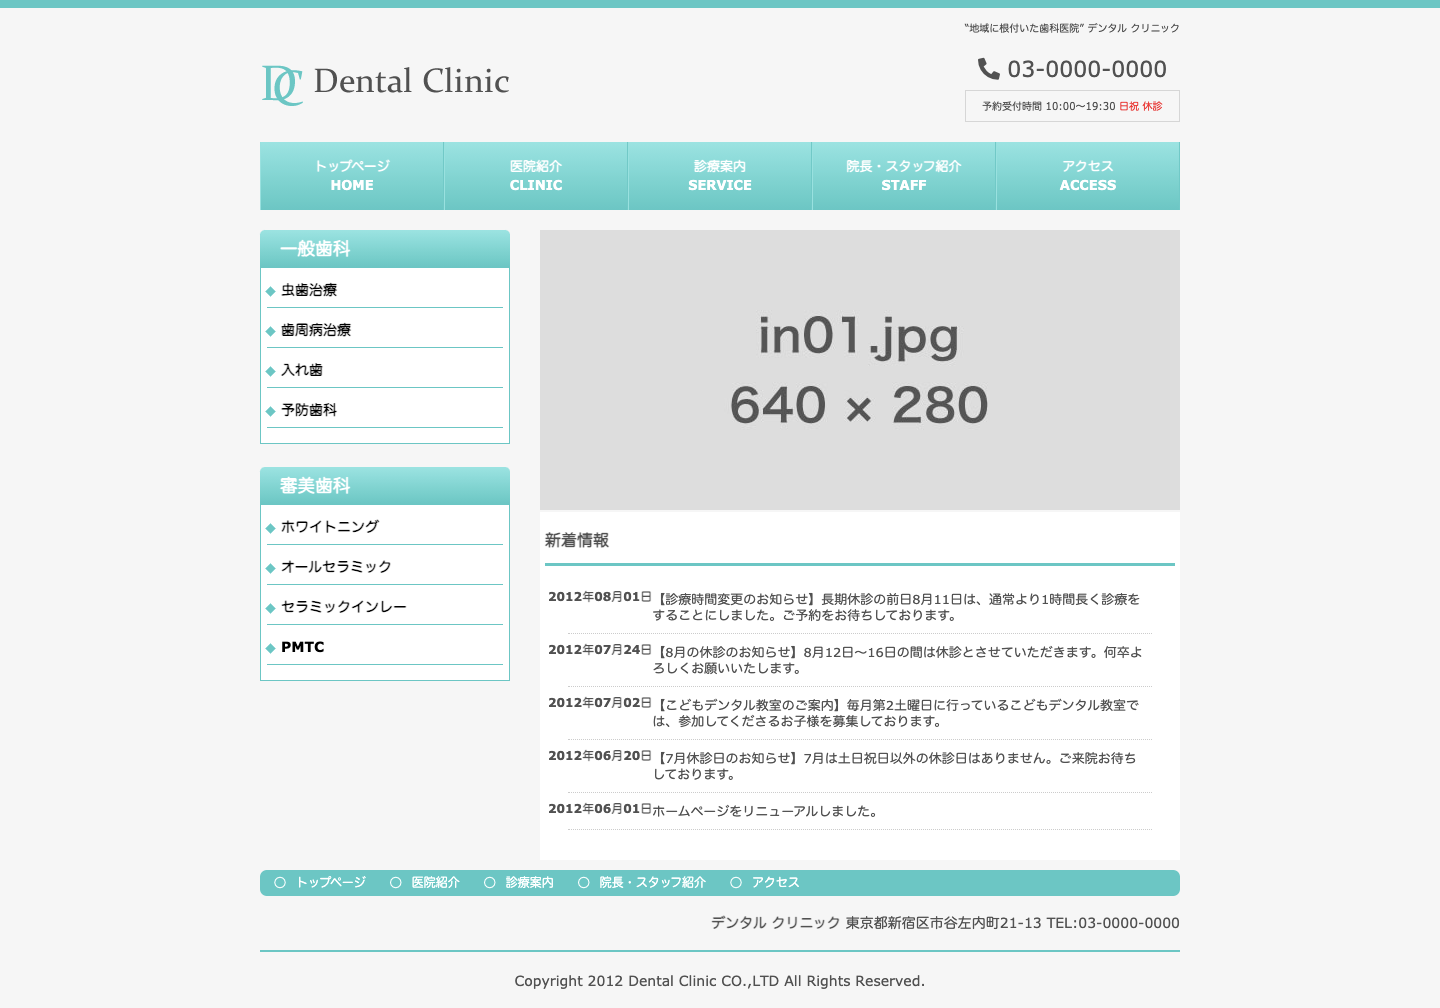 “地域に根付いた歯科医院” デンタル クリニック
DC Dental Clinic
03-0000-0000
予約受付時間 10:00〜19:30 日祝 休診
トップページ
HOME
医院紹介
CLINIC
診療案内
SERVICE
院長・スタッフ紹介
STAFF
アクセス
ACCESS
一般歯科
虫歯治療
歯周病治療
入れ歯
予防歯科
審美歯科
ホワイトニング
オールセラミック
セラミックインレー
PMTC
in01.jpg
640 × 280
新着情報
2012年08月01日【診療時間変更のお知らせ】長期休診の前日8月11日は、通常より1時間長く診療を
することにしました。ご予約をお待ちしております。
2012年07月24日【8月の休診のお知らせ】8月12日〜16日の間は休診とさせていただきます。何卒よ
ろしくお願いいたします。
2012年07月02日【こどもデンタル教室のご案内】毎月第2土曜日に行っているこどもデンタル教室で
は、参加してくださるお子様を募集しております。
2012年06月20日【7月休診日のお知らせ】7月は土日祝日以外の休診日はありません。ご来院お待ち
しております。
2012年06月01日ホームページをリニューアルしました。
トップページ 医院紹介 診療案内 院長・スタッフ紹介 アクセス
デンタル クリニック 東京都新宿区市谷左内町21-13 TEL:03-0000-0000
Copyright 2012 Dental Clinic CO.,LTD All Rights Reserved.